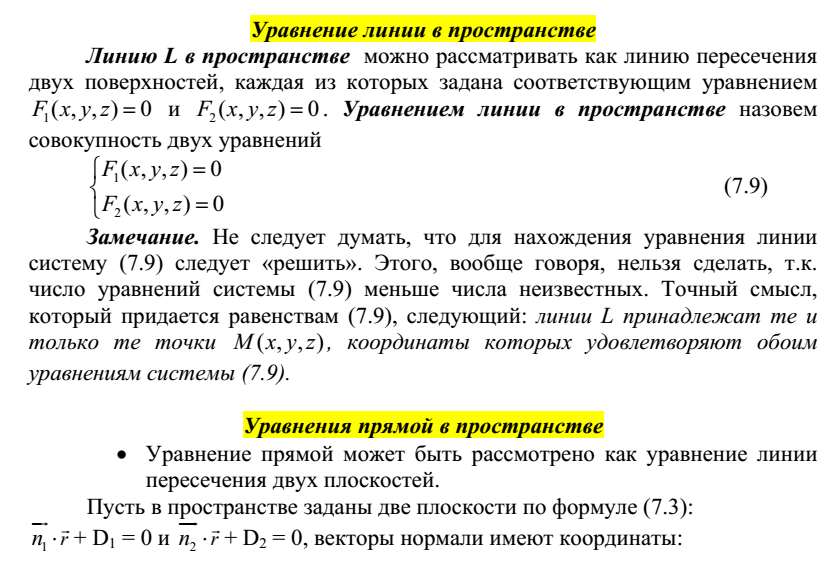 Уравнение линии в пространстве
Линию L в пространстве можно рассматривать как линию пересечения
двух поверхностей, каждая из которых задана соответствующим уравнением
F₁(x, y, z) = 0 и F₂(x, y, z) = 0. Уравнением линии в пространстве назовем
совокупность двух уравнений
{F₁(x, y, z) = 0
F₂(x, y, z) = 0 (7.9)
Замечание. Не следует думать, что для нахождения уравнения линии
систему (7.9) следует «решить». Этого, вообще говоря, нельзя сделать, т.к.
число уравнений системы (7.9) меньше числа неизвестных. Точный смысл,
который придается равенствам (7.9), следующий: линии L принадлежат те и
только те точки M(x, y, z), координаты которых удовлетворяют обоим
уравнениям системы (7.9).
Уравнения прямой в пространстве
• Уравнение прямой может быть рассмотрено как уравнение линии
пересечения двух плоскостей.
Пусть в пространстве заданы две плоскости по формуле (7.3):
n₁⃗ · r⃗ + D₁ = 0 и n₂⃗ · r⃗ + D₂ = 0, векторы нормали имеют координаты: